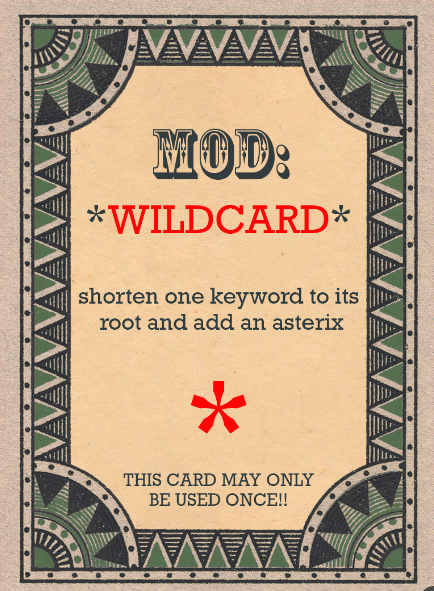 MOD:
*WILDCARD*
shorten one keyword to its
root and add an asterix
*
THIS CARD MAY ONLY
BE USED ONCE!!